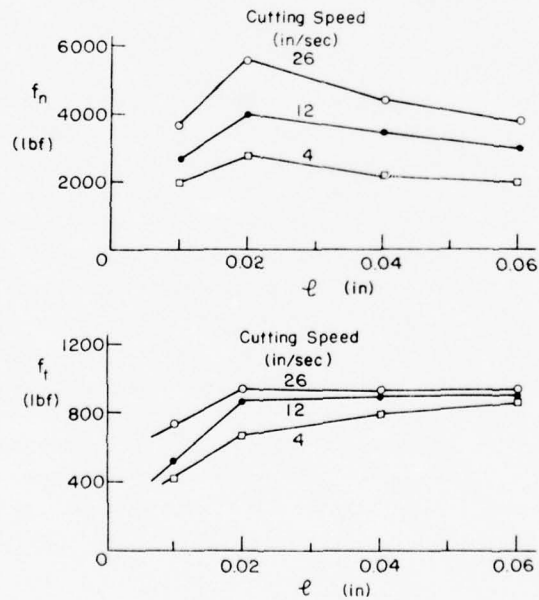 Cutting Speed
(in/sec)
6000
26
fn
4000
12
(lbf)
4
2000
0
0.02
0.04
0.06
ℓ (in)
Cutting Speed
(in/sec)
1200
ft
26
(lbf)
800
12
4
400
0
0.02
0.04
0.06
ℓ (in)